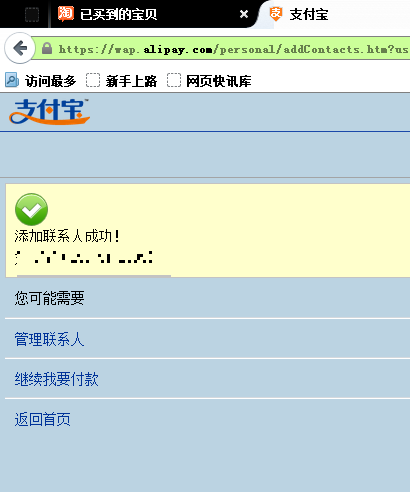 淘 已买到的宝贝 × 支 支付宝
https://wap.alipay.com/personal/addContacts.htm?us
访问最多 新手上路 网页快讯库
支付宝™
添加联系人成功！
您可能需要
管理联系人
继续我要付款
返回首页